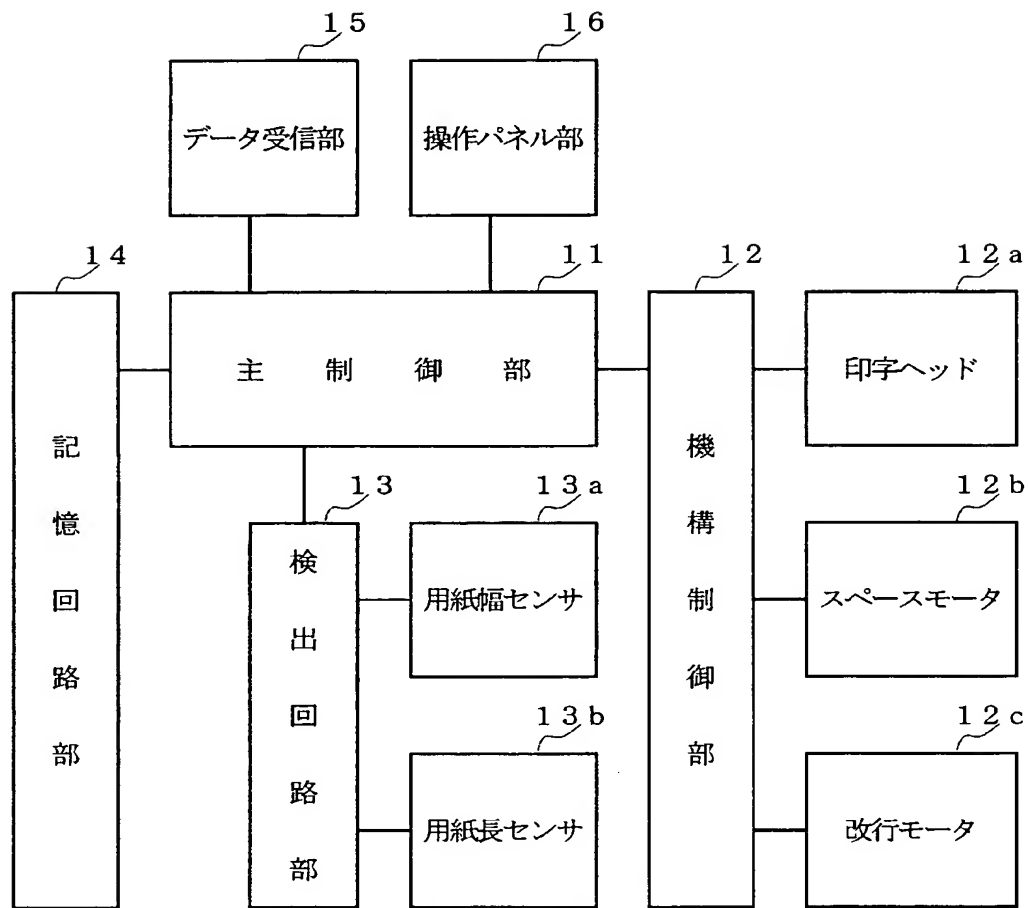 １５
１６
データ受信部
操作パネル部
１４
１１
１２
１２ａ
主制御部
印字ヘッド
記憶回路部
機構制御部
１３
１３ａ
１２ｂ
検出回路部
用紙幅センサ
スペースモータ
１３ｂ
１２ｃ
用紙長センサ
改行モータ